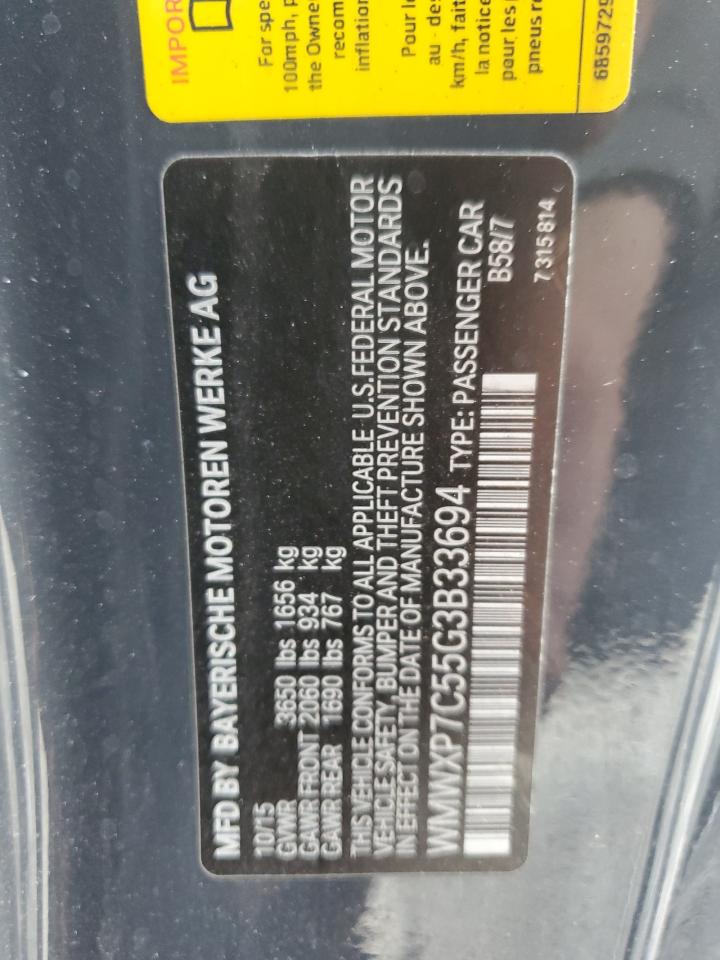 MFD BY BAYERISCHE MOTOREN WERKE AG
10/15
GVWR 3650 lbs 1656 kg
GAWR FRONT 2060 lbs 934 kg
GAWR REAR 1690 lbs 767 kg
THIS VEHICLE CONFORMS TO ALL APPLICABLE U.S.FEDERAL MOTOR
VEHICLE SAFETY, BUMPER AND THEFT PREVENTION STANDARDS
IN EFFECT ON THE DATE OF MANUFACTURE SHOWN ABOVE.
WMWXP7C55G3B33694 TYPE: PASSENGER CAR
B58/7
7315814
IMPOR
For spe
100mph, p
the Owne
recom
inflation
Pour l
au - des
km/h, fait
la notice
pour les p
pneus r
6859729